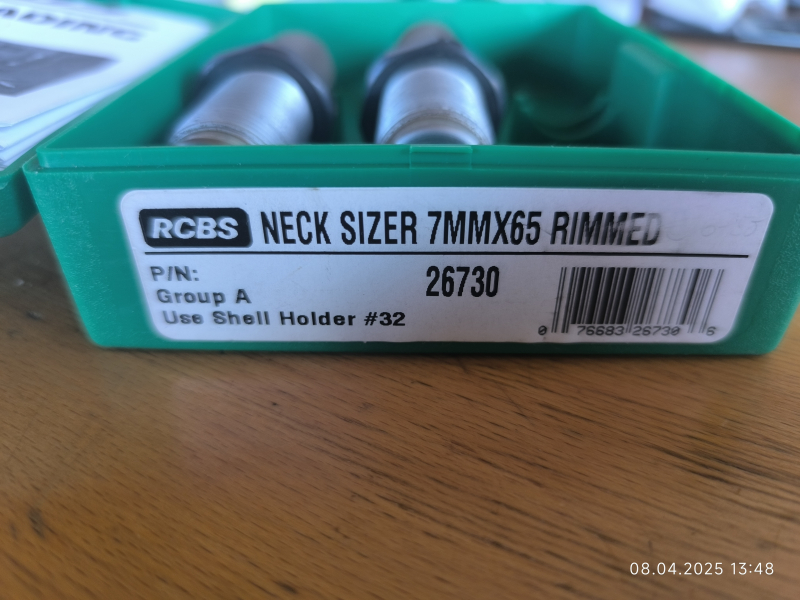 RCBS NECK SIZER 7MMX65 RIMMED
P/N: 26730
Group A
Use Shell Holder #32
0 76683 26730 6
08.04.2025 13:48